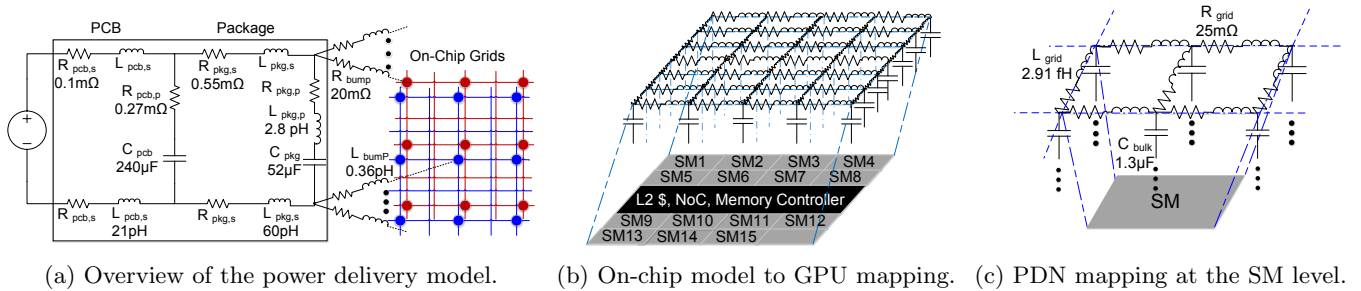 PCB
Package
R pcb,s
0.1mΩ
L pcb,s
R pkg,s
0.55mΩ
L pkg,s
R pcb,p
0.27mΩ
R pkg,p
L pkg,p
2.8 pH
C pcb
240μF
C pkg
52μF
R bump
20mΩ
On-Chip Grids
L bumP
0.36pH
R pcb,s
L pcb,s
21pH
R pkg,s
L pkg,s
60pH
(a) Overview of the power delivery model.
SM1 SM2 SM3 SM4
SM5 SM6 SM7 SM8
L2 $, NoC, Memory Controller
SM9 SM10 SM11 SM12
SM13 SM14 SM15
(b) On-chip model to GPU mapping.
R grid
25mΩ
L grid
2.91 fH
C bulk
1.3μF
SM
(c) PDN mapping at the SM level.